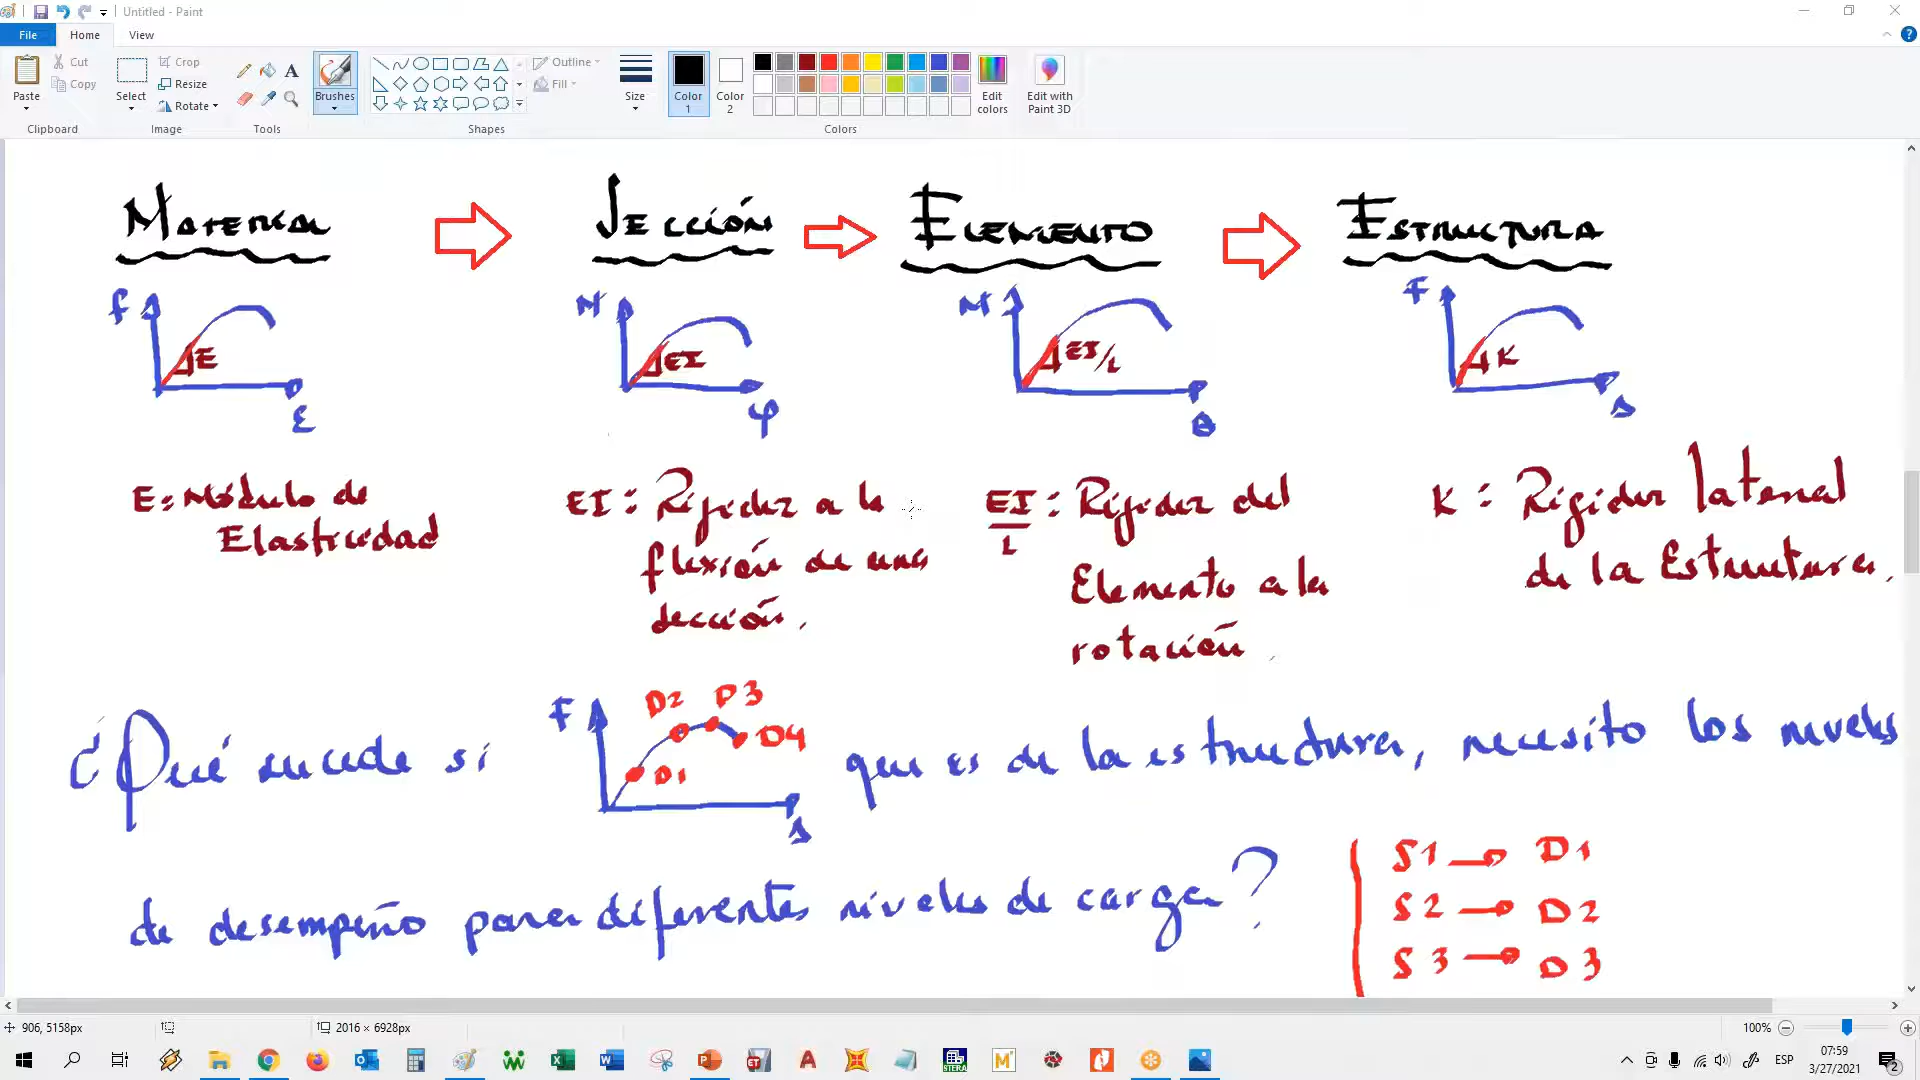 Untitled - Paint
File Home View
Paste Cut Copy Clipboard
Select Crop Resize Rotate Image
Tools
Brushes
Shapes Outline Fill
Size
Color 1 Color 2 Edit colors Edit with Paint 3D Colors
Material Sección Elemento Estructura
f E ε
M EI φ
M EI/L θ
F K Δ
E = Módulo de Elasticidad
EI : Rigidez a la flexión de una sección.
EI/L : Rigidez del Elemento a la rotación.
K : Rigidez lateral de la Estructura.
¿Qué sucede si F D1 D2 D3 D4 Δ que es de la estructura, necesito los niveles
de desempeño para diferentes niveles de carga?
S1 D1
S2 D2
S3 D3
906, 5158px 2016 × 6928px 100%
ESP 07:59
3/27/2021